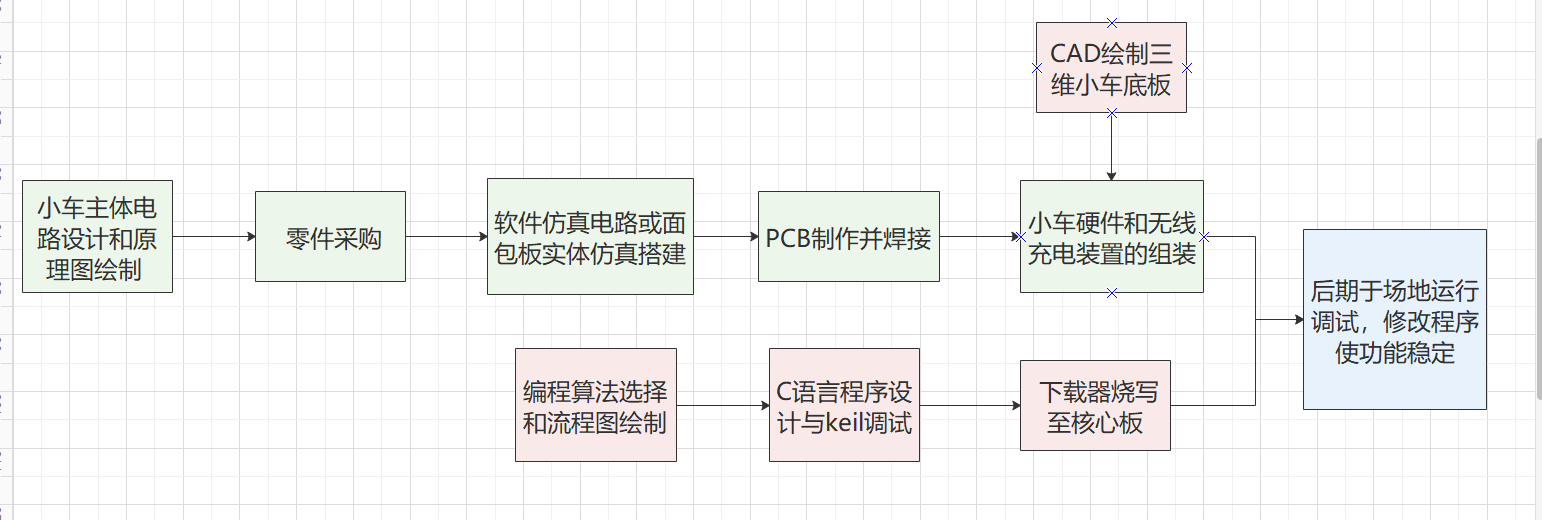 CAD绘制三
维小车底板
小车主体电
路设计和原
理图绘制
零件采购
软件仿真电路或面
包板实体仿真搭建
PCB制作并焊接
小车硬件和无线
充电装置的组装
后期于场地运行
调试，修改程序
使功能稳定
编程算法选择
和流程图绘制
C语言程序设
计与keil调试
下载器烧写
至核心板